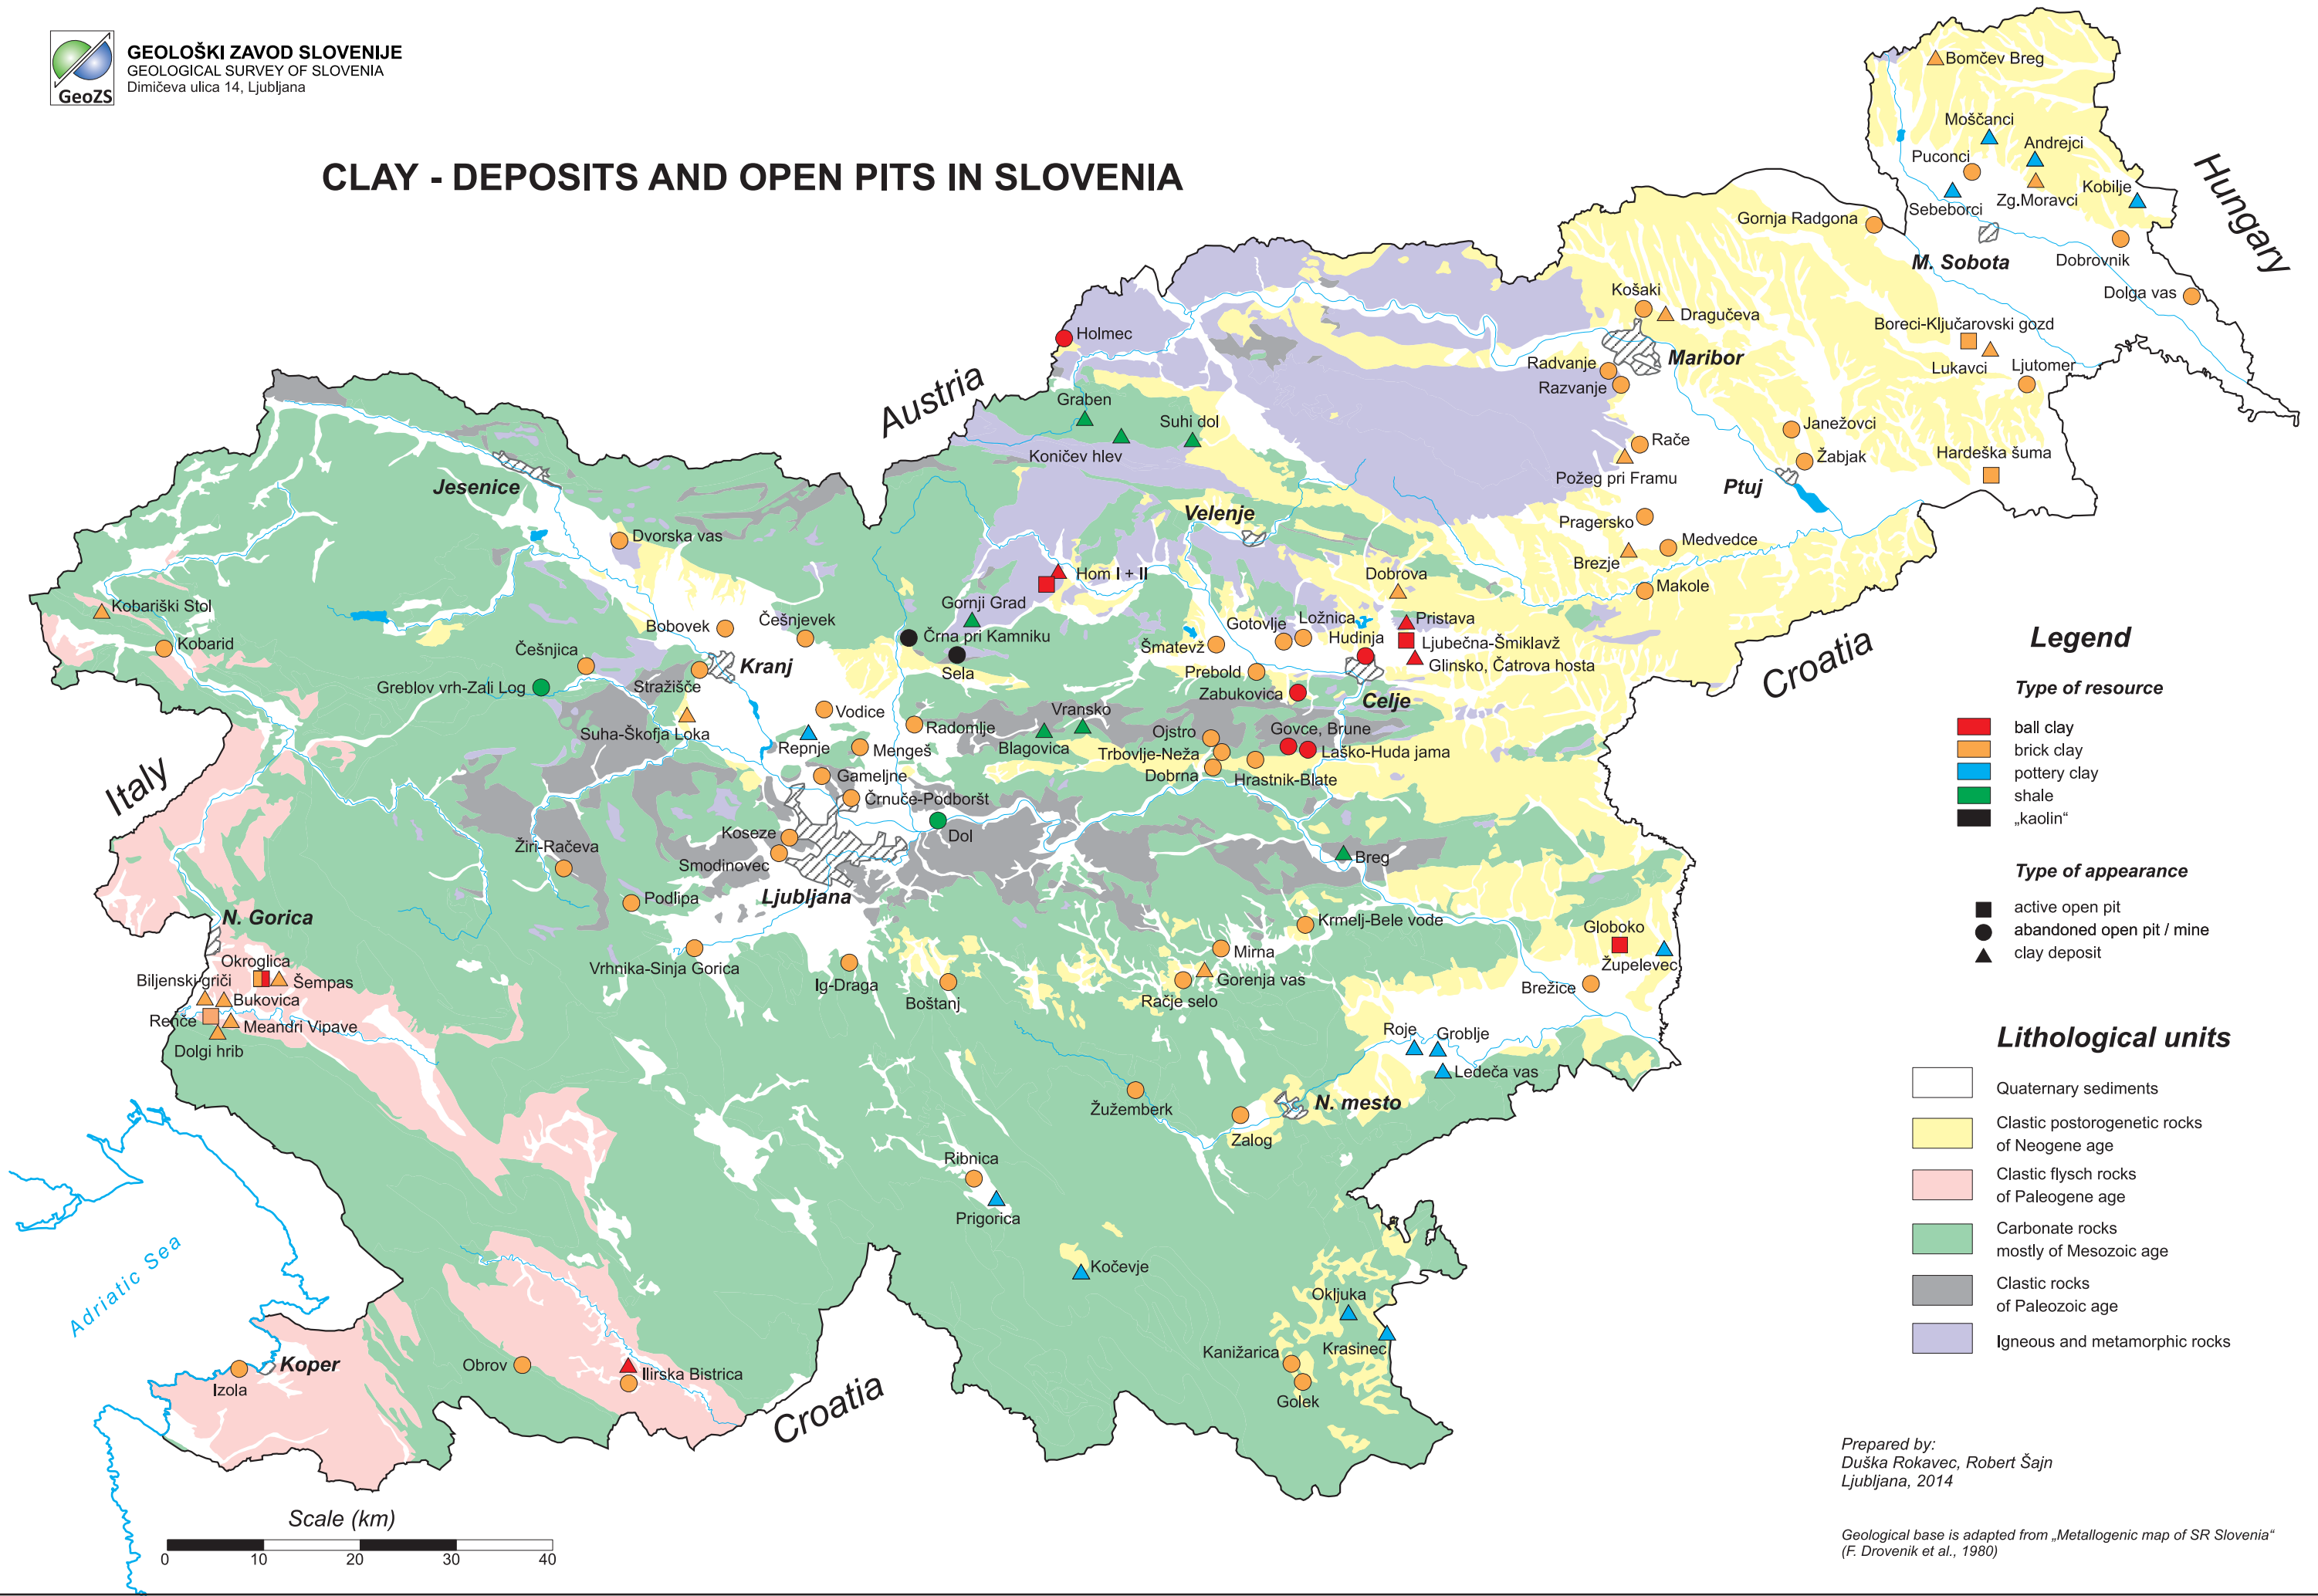 GEOLOŠKI ZAVOD SLOVENIJE
GEOLOGICAL SURVEY OF SLOVENIA
Dimičeva ulica 14, Ljubljana
GeoZS
CLAY - DEPOSITS AND OPEN PITS IN SLOVENIA
Bomčev Breg
Moščanci
Andrejci
Puconci
Kobilje
Sebeborci
Zg.Moravci
Hungary
Gornja Radgona
M. Sobota
Dobrovnik
Dolga vas
Košaki
Dragučeva
Boreci-Ključarovski gozd
Holmec
Maribor
Radvanje
Lukavci
Ljutomer
Razvanje
Austria
Graben
Suhi dol
Janežovci
Rače
Koničev hlev
Žabjak
Hardeška šuma
Požeg pri Framu
Jesenice
Ptuj
Velenje
Pragersko
Dvorska vas
Medvedce
Brezje
Hom I + II
Dobrova
Makole
Kobariški Stol
Gornji Grad
Bobovek
Češnjevek
Ložnica
Pristava
Gotovlje
Črna pri Kamniku
Hudinja
Kobarid
Šmatevž
Ljubečna-Šmiklavž
Češnjica
Kranj
Sela
Prebold
Glinsko, Čatrova hosta
Croatia
Greblov vrh-Zali Log
Stražišče
Zabukovica
Celje
Vodice
Vransko
Radomlje
Suha-Škofja Loka
Repnje
Mengeš
Blagovica
Ojstro
Govce, Brune
Trbovlje-Neža
Laško-Huda jama
Gameljne
Dobrna
Hrastnik-Blate
Italy
Črnuče-Podboršt
Koseze
Dol
Žiri-Račeva
Smodinovec
Breg
Ljubljana
Podlipa
N. Gorica
Krmelj-Bele vode
Globoko
Mirna
Okroglica
Vrhnika-Sinja Gorica
Župelevec
Biljenski griči
Šempas
Ig-Draga
Gorenja vas
Brežice
Bukovica
Boštanj
Račje selo
Renče
Meandri Vipave
Roje
Groblje
Dolgi hrib
Ledeča vas
Žužemberk
N. mesto
Zalog
Ribnica
Prigorica
Adriatic Sea
Kočevje
Okljuka
Krasinec
Kanižarica
Koper
Obrov
Ilirska Bistrica
Izola
Golek
Croatia
Legend
Type of resource
ball clay
brick clay
pottery clay
shale
„kaolin“
Type of appearance
active open pit
abandoned open pit / mine
clay deposit
Lithological units
Quaternary sediments
Clastic postorogenetic rocks
of Neogene age
Clastic flysch rocks
of Paleogene age
Carbonate rocks
mostly of Mesozoic age
Clastic rocks
of Paleozoic age
Igneous and metamorphic rocks
Prepared by:
Duška Rokavec, Robert Šajn
Ljubljana, 2014
Geological base is adapted from „Metallogenic map of SR Slovenia“
(F. Drovenik et al., 1980)
Scale (km)
0 10 20 30 40